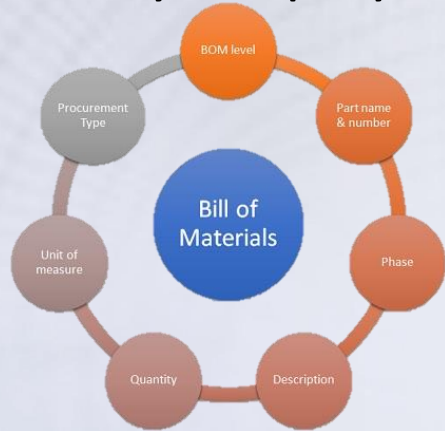 BOM level
Part name
& number
Phase
Description
Quantity
Unit of
measure
Procurement
Type
Bill of
Materials